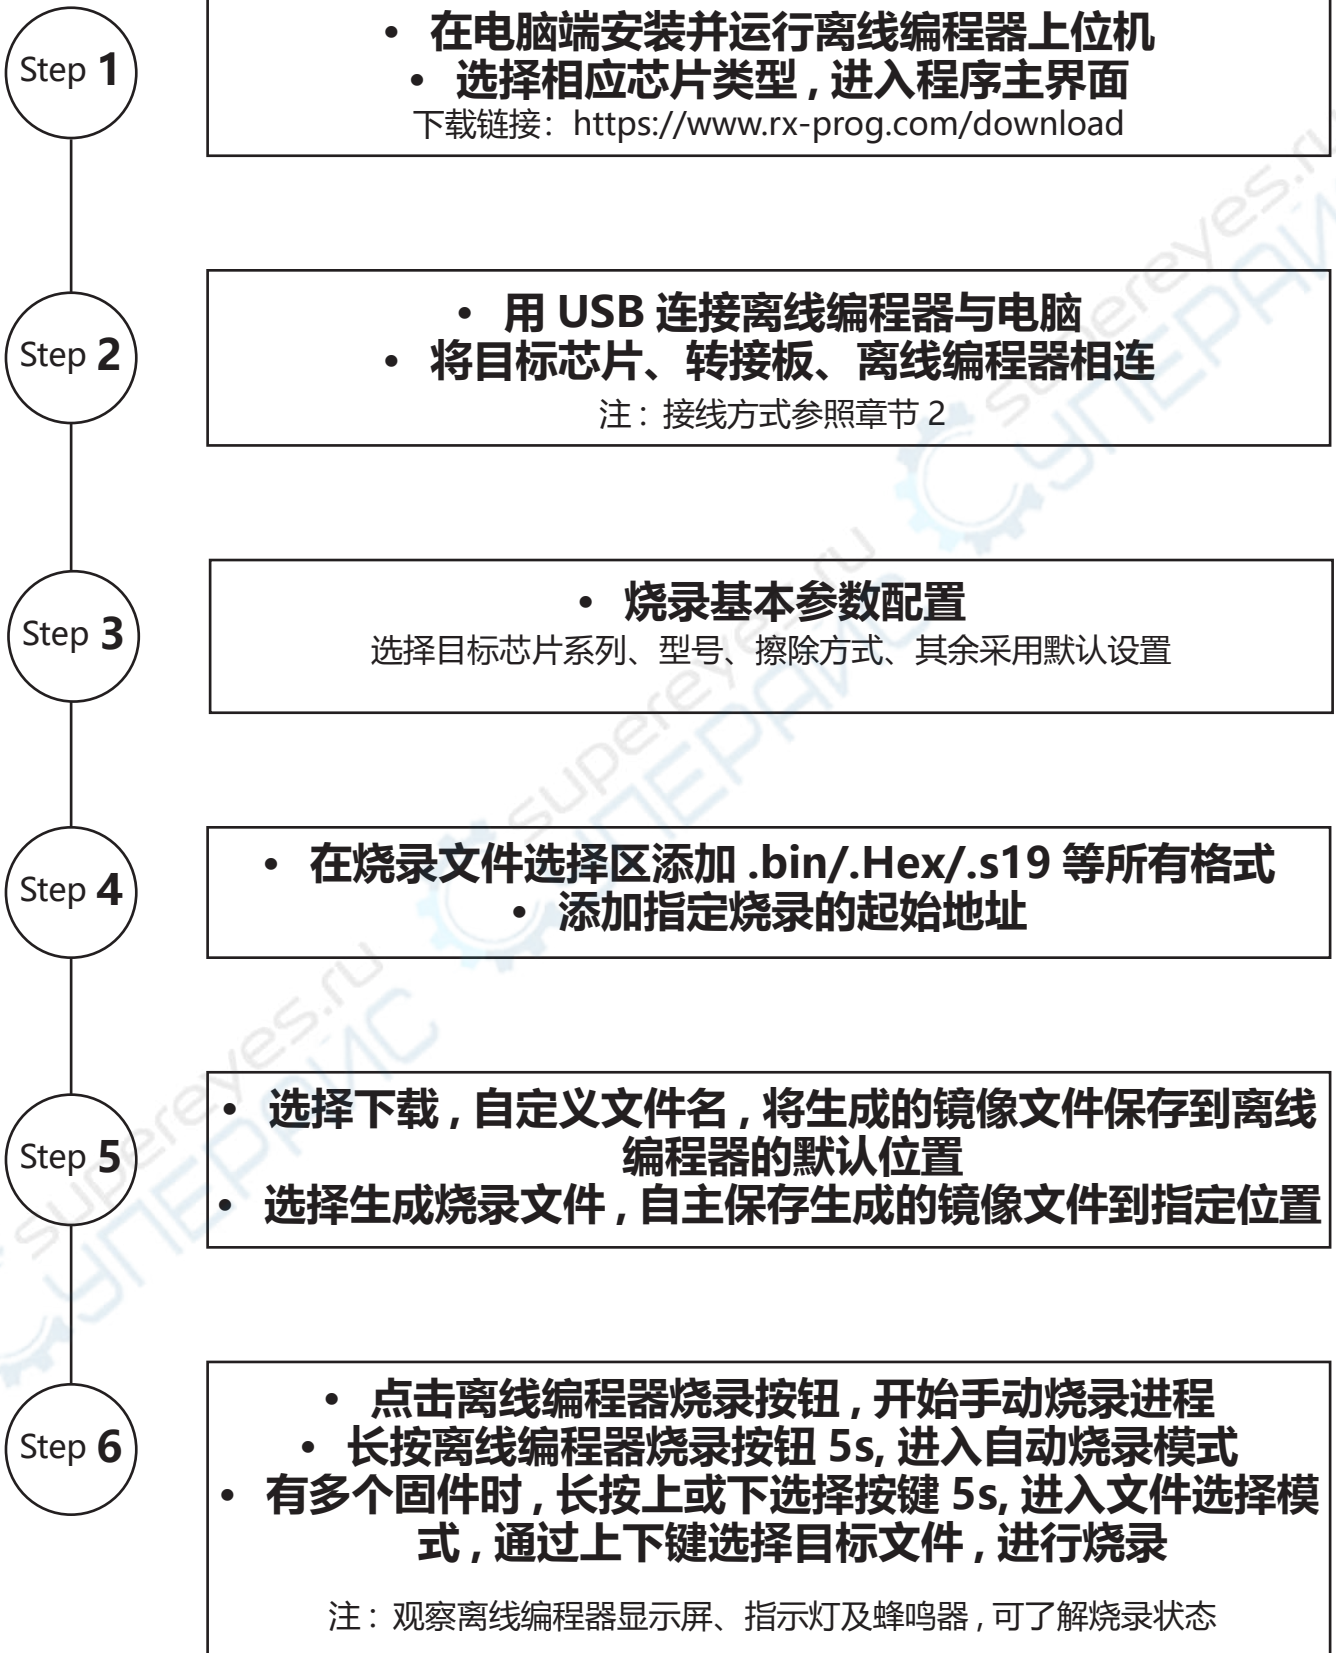 Step 1
• 在电脑端安装并运行离线编程器上位机
• 选择相应芯片类型 , 进入程序主界面
下载链接：https://www.rx-prog.com/download
Step 2
• 用 USB 连接离线编程器与电脑
• 将目标芯片、转接板、离线编程器相连
注 : 接线方式参照章节 2
Step 3
• 烧录基本参数配置
选择目标芯片系列、型号、擦除方式、其余采用默认设置
Step 4
• 在烧录文件选择区添加 .bin/.Hex/.s19 等所有格式
• 添加指定烧录的起始地址
Step 5
• 选择下载 , 自定义文件名 , 将生成的镜像文件保存到离线
编程器的默认位置
• 选择生成烧录文件 , 自主保存生成的镜像文件到指定位置
Step 6
• 点击离线编程器烧录按钮 , 开始手动烧录进程
• 长按离线编程器烧录按钮 5s, 进入自动烧录模式
• 有多个固件时 , 长按上或下选择按键 5s, 进入文件选择模
式 , 通过上下键选择目标文件 , 进行烧录
注 : 观察离线编程器显示屏、指示灯及蜂鸣器 , 可了解烧录状态
supereyes.ru
СУПЕРАЙС
supereyes.ru
СУПЕРАЙС
supereyes.ru
СУПЕРАЙС